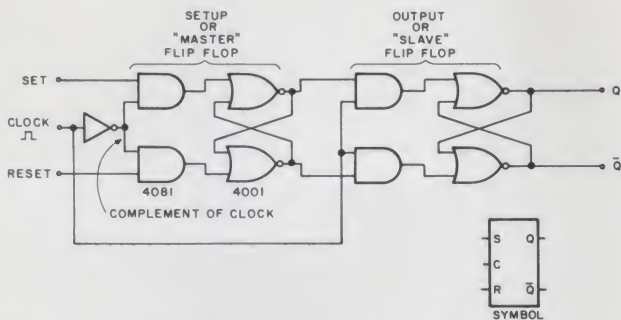 SETUP
OR
"MASTER"
FLIP FLOP
OUTPUT
OR
"SLAVE"
FLIP FLOP
SET
CLOCK
RESET
4081
4001
COMPLEMENT OF CLOCK
Q
Q̅
S Q
C
R Q̅
SYMBOL